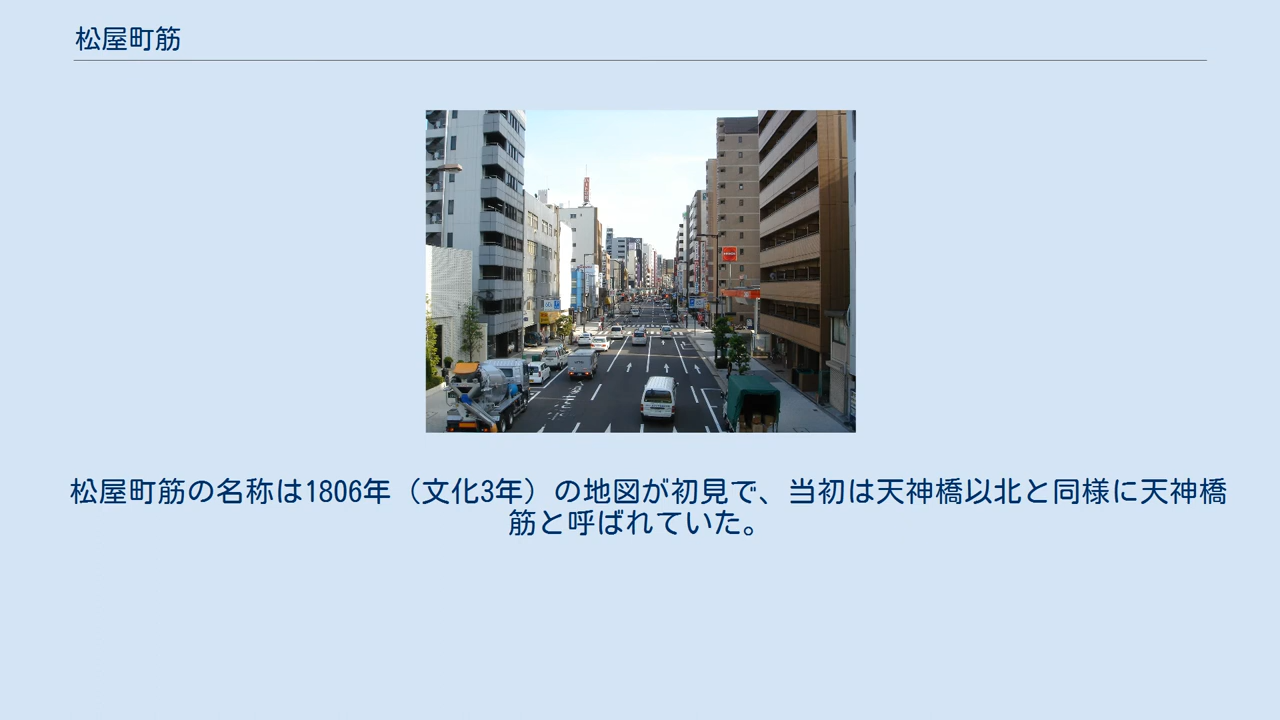 松屋町筋
松屋町筋の名称は1806年（文化3年）の地図が初見で、当初は天神橋以北と同様に天神橋
筋と呼ばれていた。